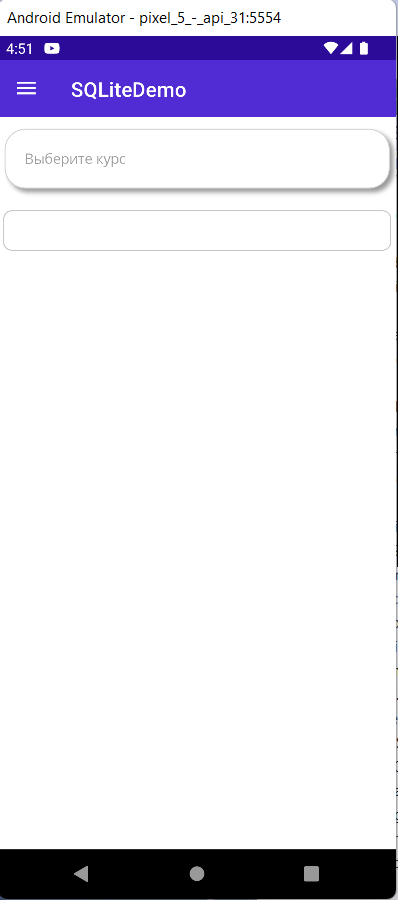 Android Emulator - pixel_5_-_api_31:5554
4:51
SQLiteDemo
Выберите курс